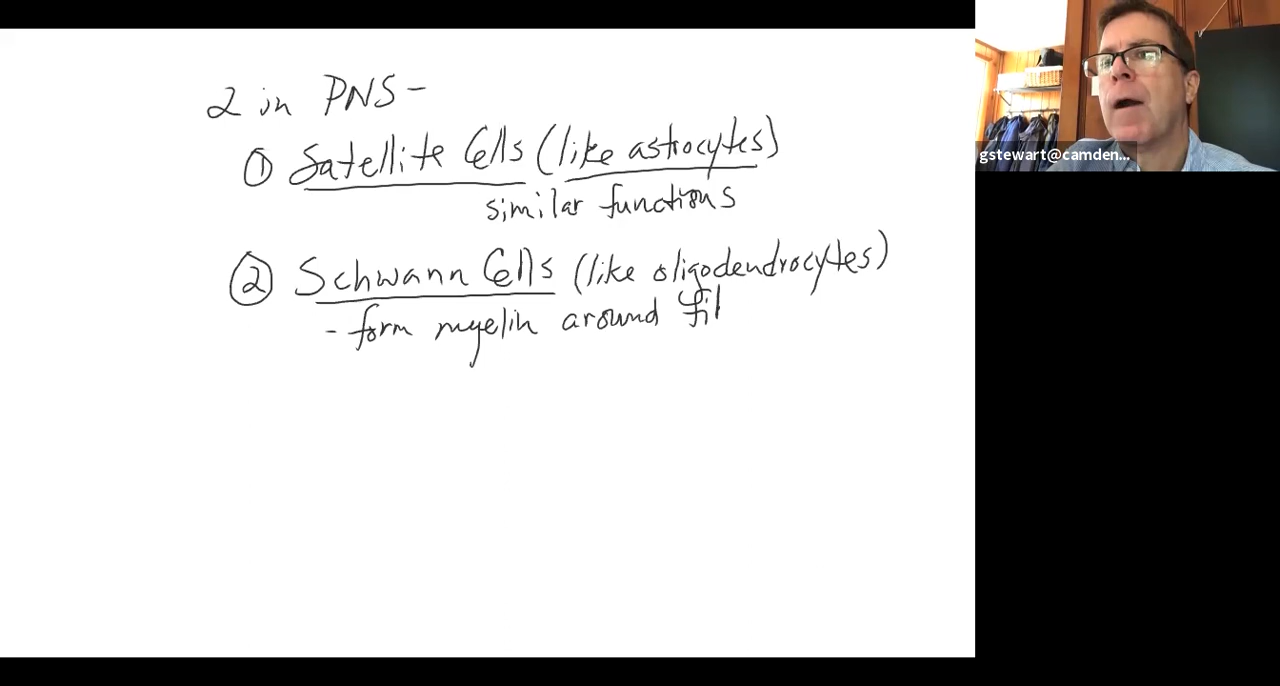 2 in PNS-
① Satellite Cells (like astrocytes)
similar functions
② Schwann Cells (like oligodendrocytes)
- form myelin around fil
gstewart@camden...